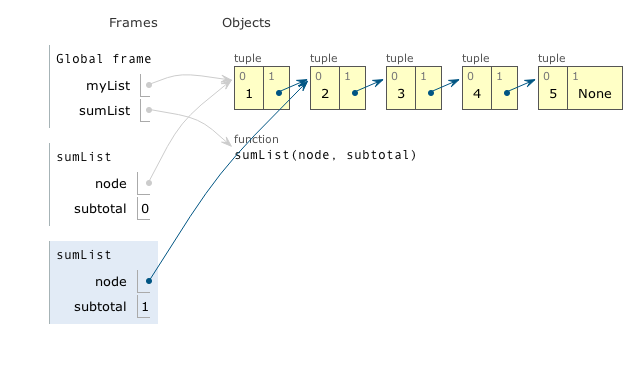 Frames Objects
Global frame
myList
sumList
tuple tuple tuple tuple tuple
0 1 0 1 0 1 0 1 0 1
1 2 3 4 5 None
function
sumList(node, subtotal)
sumList
node
subtotal 0
sumList
node
subtotal 1